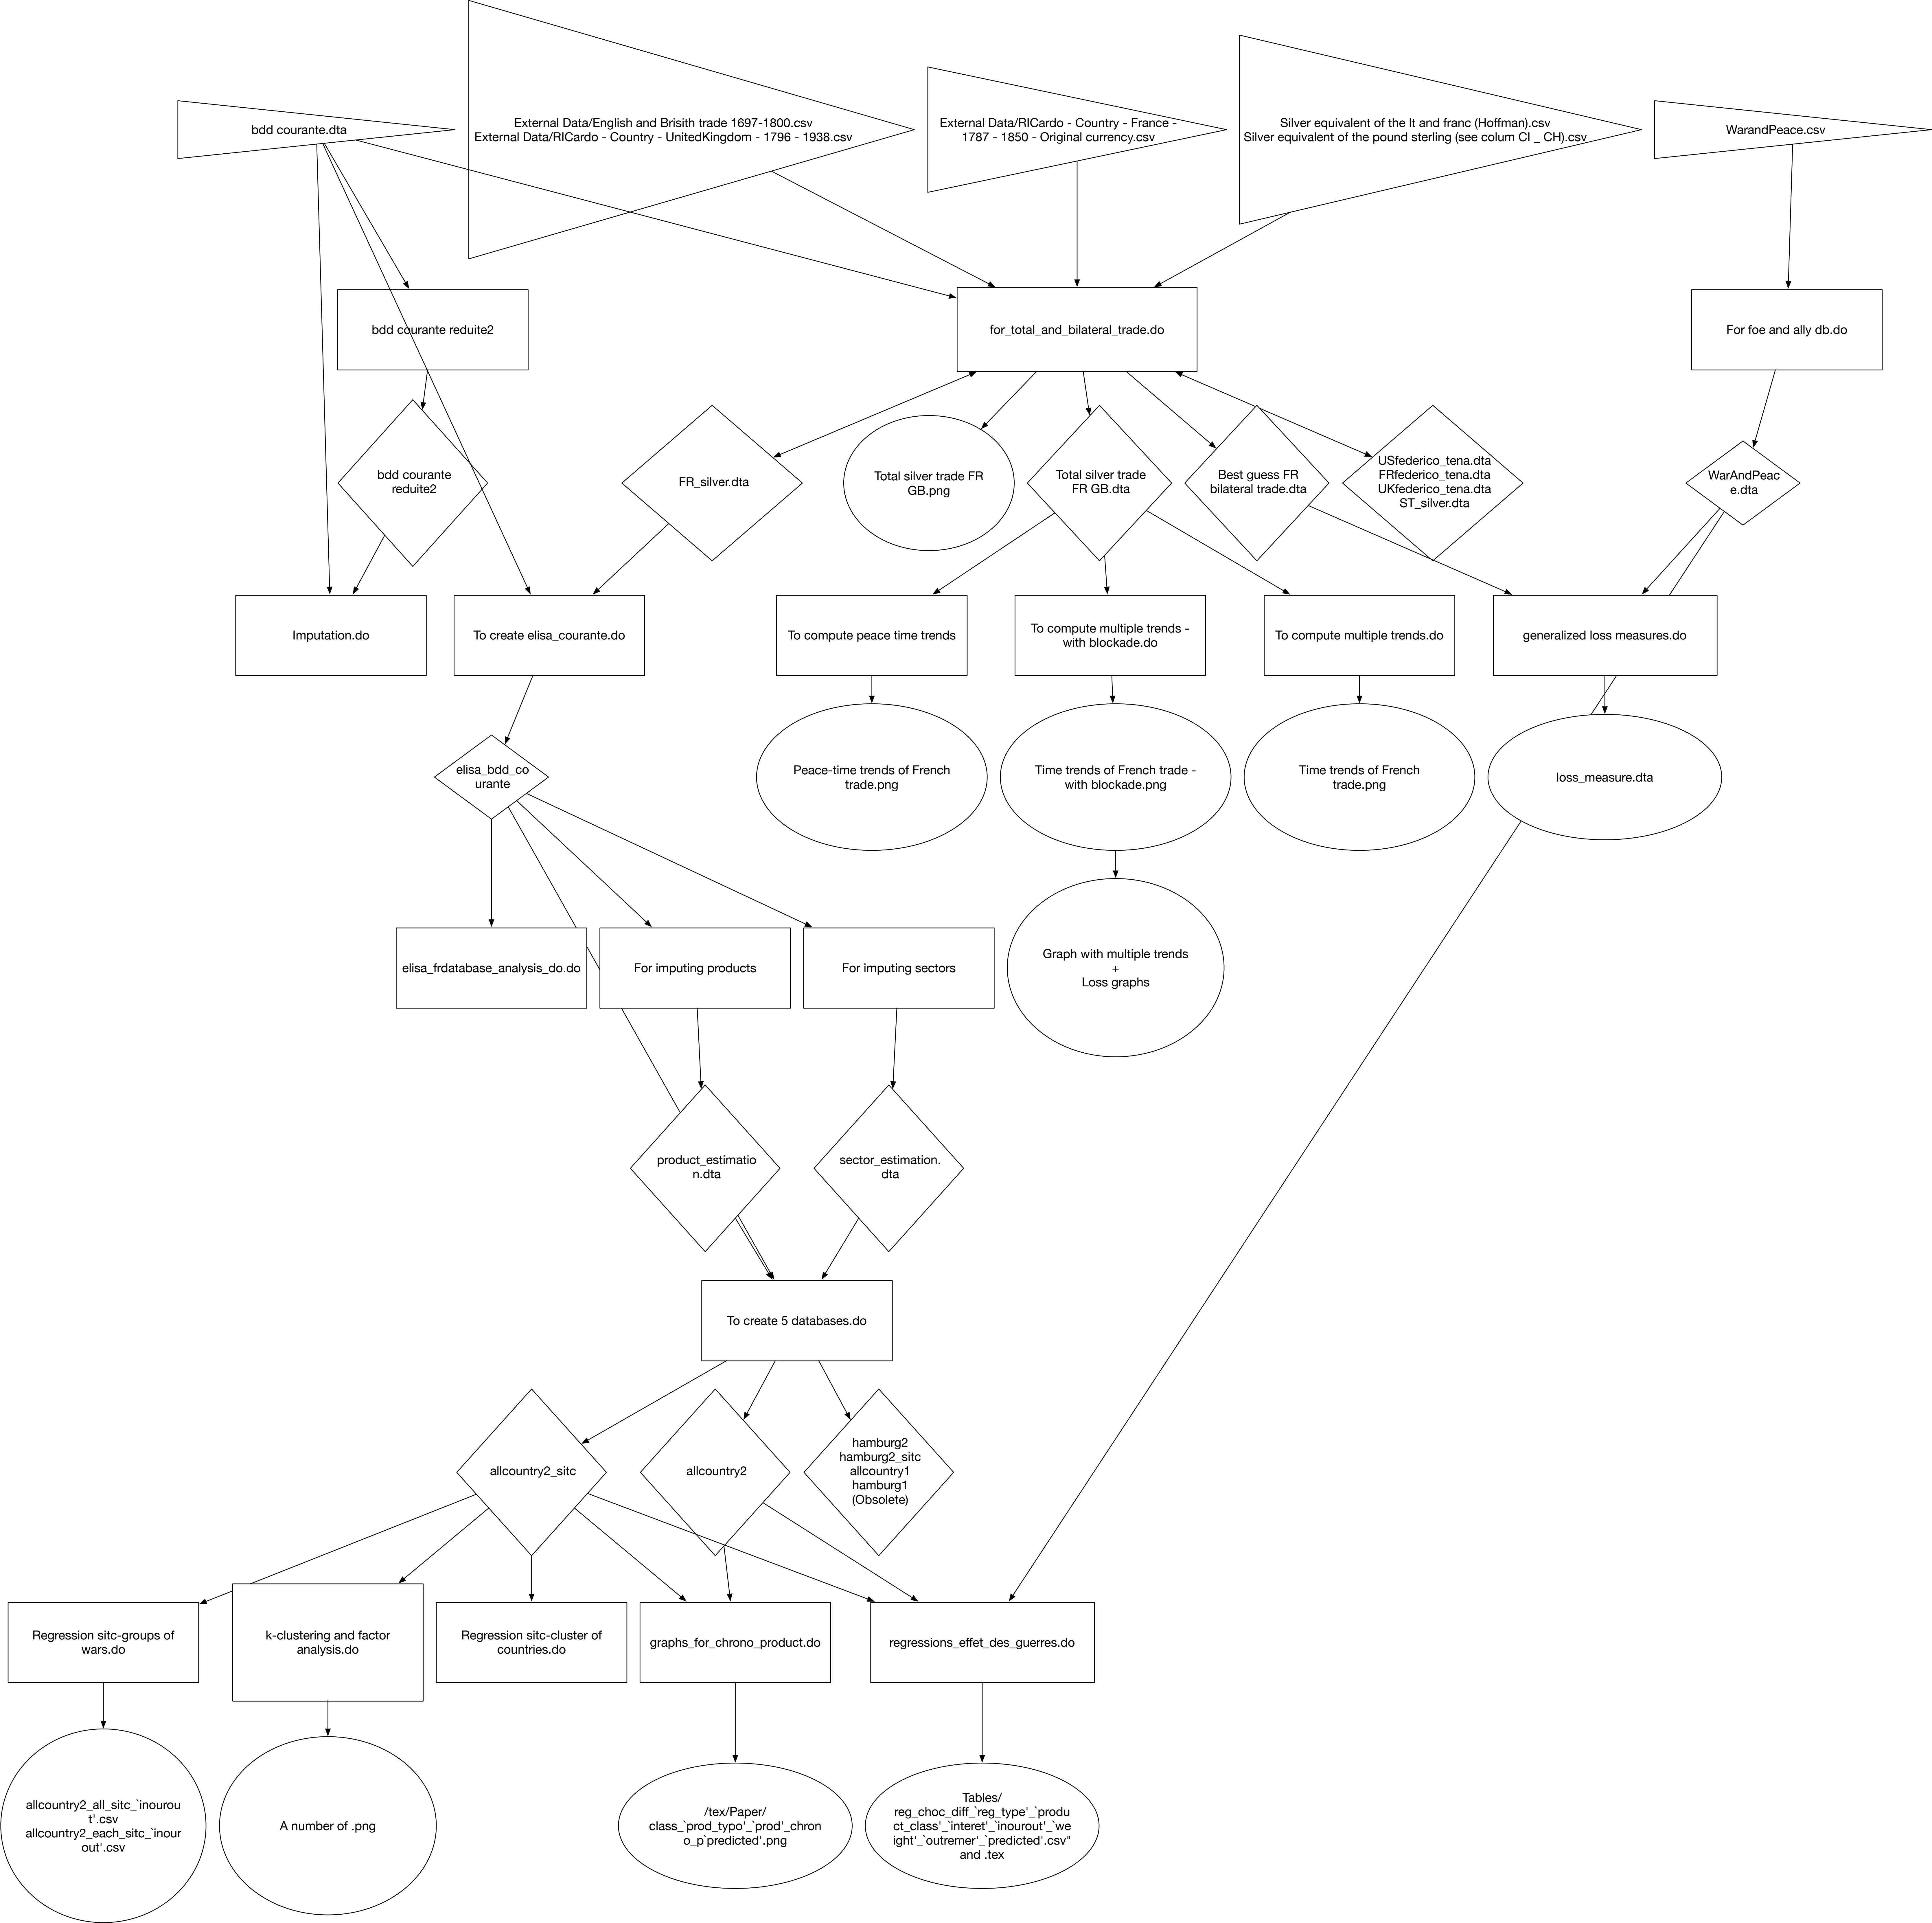 bdd courante.dta
External Data/English and Brisith trade 1697-1800.csv
External Data/RICardo - Country - UnitedKingdom - 1796 - 1938.csv
External Data/RICardo - Country - France -
1787 - 1850 - Original currency.csv
Silver equivalent of the lt and franc (Hoffman).csv
Silver equivalent of the pound sterling (see colum CI _ CH).csv
WarandPeace.csv
bdd courante reduite2
for_total_and_bilateral_trade.do
For foe and ally db.do
bdd courante
reduite2
FR_silver.dta
Total silver trade FR
GB.png
Total silver trade
FR GB.dta
Best guess FR
bilateral trade.dta
USfederico_tena.dta
FRfederico_tena.dta
UKfederico_tena.dta
ST_silver.dta
WarAndPeac
e.dta
Imputation.do
To create elisa_courante.do
To compute peace time trends
To compute multiple trends -
with blockade.do
To compute multiple trends.do
generalized loss measures.do
elisa_bdd_co
urante
Peace-time trends of French
trade.png
Time trends of French trade -
with blockade.png
Time trends of French
trade.png
loss_measure.dta
elisa_frdatabase_analysis_do.do
For imputing products
For imputing sectors
Graph with multiple trends
+
Loss graphs
product_estimatio
n.dta
sector_estimation.
dta
To create 5 databases.do
allcountry2_sitc
allcountry2
hamburg2
hamburg2_sitc
allcountry1
hamburg1
(Obsolete)
Regression sitc-groups of
wars.do
k-clustering and factor
analysis.do
Regression sitc-cluster of
countries.do
graphs_for_chrono_product.do
regressions_effet_des_guerres.do
allcountry2_all_sitc_`inourou
t'.csv
allcountry2_each_sitc_`inour
out'.csv
A number of .png
/tex/Paper/
class_`prod_typo'_`prod'_chron
o_p`predicted'.png
Tables/
reg_choc_diff_`reg_type'_`produ
ct_class'_`interet'_`inourout'_`we
ight'_`outremer'_`predicted'.csv"
and .tex